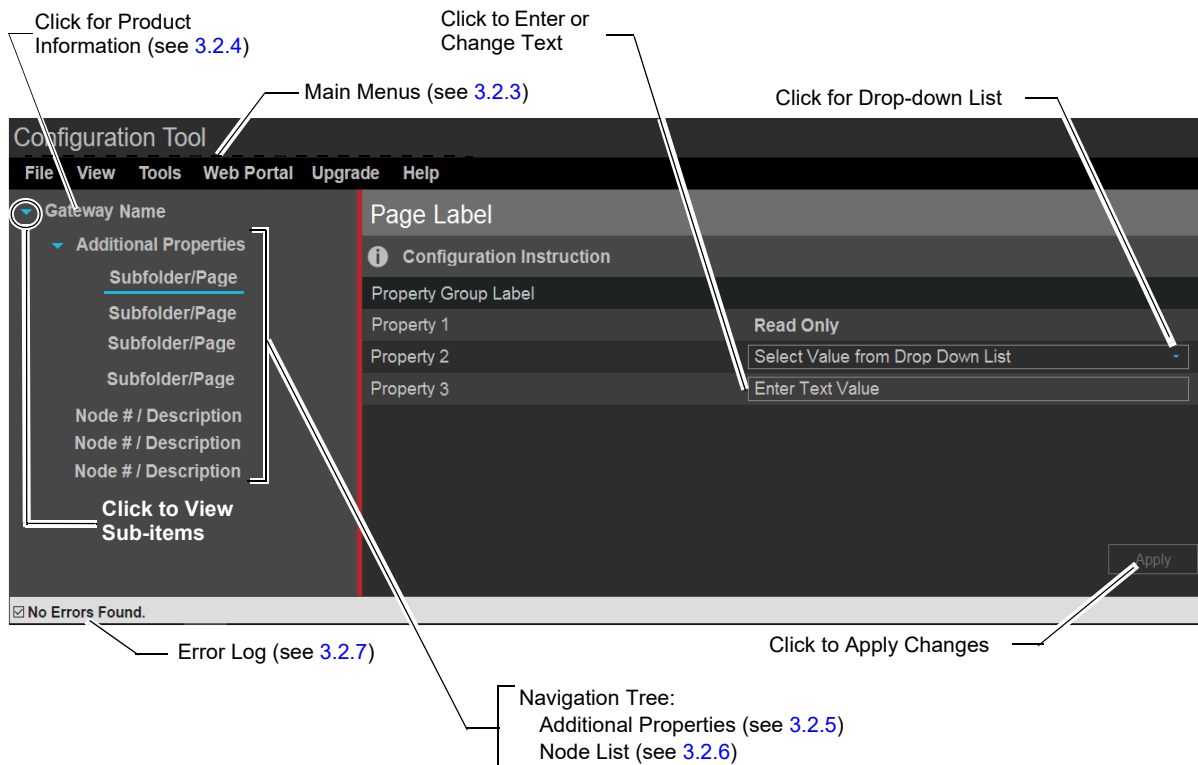 Click for Product
Information (see 3.2.4)
Click to Enter or
Change Text
Main Menus (see 3.2.3)
Click for Drop-down List
Configuration Tool
File View Tools Web Portal Upgrade Help
Gateway Name
Page Label
Additional Properties
Configuration Instruction
Subfolder/Page
Property Group Label
Subfolder/Page
Property 1 Read Only
Subfolder/Page
Property 2 Select Value from Drop Down List
Subfolder/Page
Property 3 Enter Text Value
Node # / Description
Node # / Description
Node # / Description
Click to View
Sub-items
Apply
No Errors Found.
Error Log (see 3.2.7)
Click to Apply Changes
Navigation Tree:
Additional Properties (see 3.2.5)
Node List (see 3.2.6)